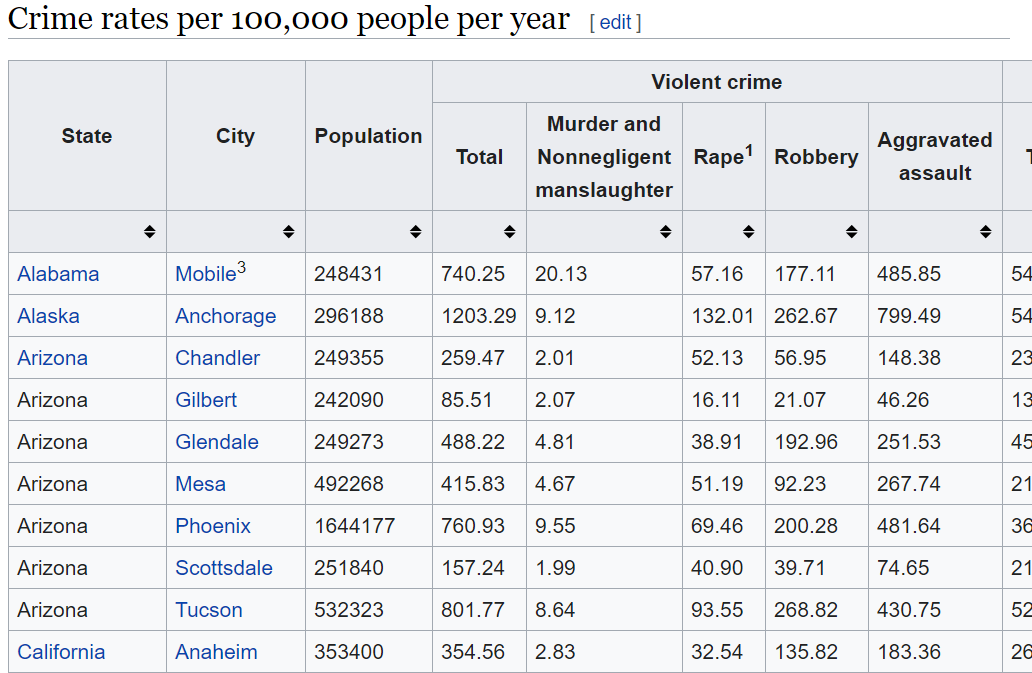 Crime rates per 100,000 people per year [ edit ]
State City Population Violent crime
Total Murder and Nonnegligent manslaughter Rape1 Robbery Aggravated assault T
Alabama Mobile3 248431 740.25 20.13 57.16 177.11 485.85 54
Alaska Anchorage 296188 1203.29 9.12 132.01 262.67 799.49 54
Arizona Chandler 249355 259.47 2.01 52.13 56.95 148.38 23
Arizona Gilbert 242090 85.51 2.07 16.11 21.07 46.26 13
Arizona Glendale 249273 488.22 4.81 38.91 192.96 251.53 45
Arizona Mesa 492268 415.83 4.67 51.19 92.23 267.74 21
Arizona Phoenix 1644177 760.93 9.55 69.46 200.28 481.64 36
Arizona Scottsdale 251840 157.24 1.99 40.90 39.71 74.65 21
Arizona Tucson 532323 801.77 8.64 93.55 268.82 430.75 52
California Anaheim 353400 354.56 2.83 32.54 135.82 183.36 26